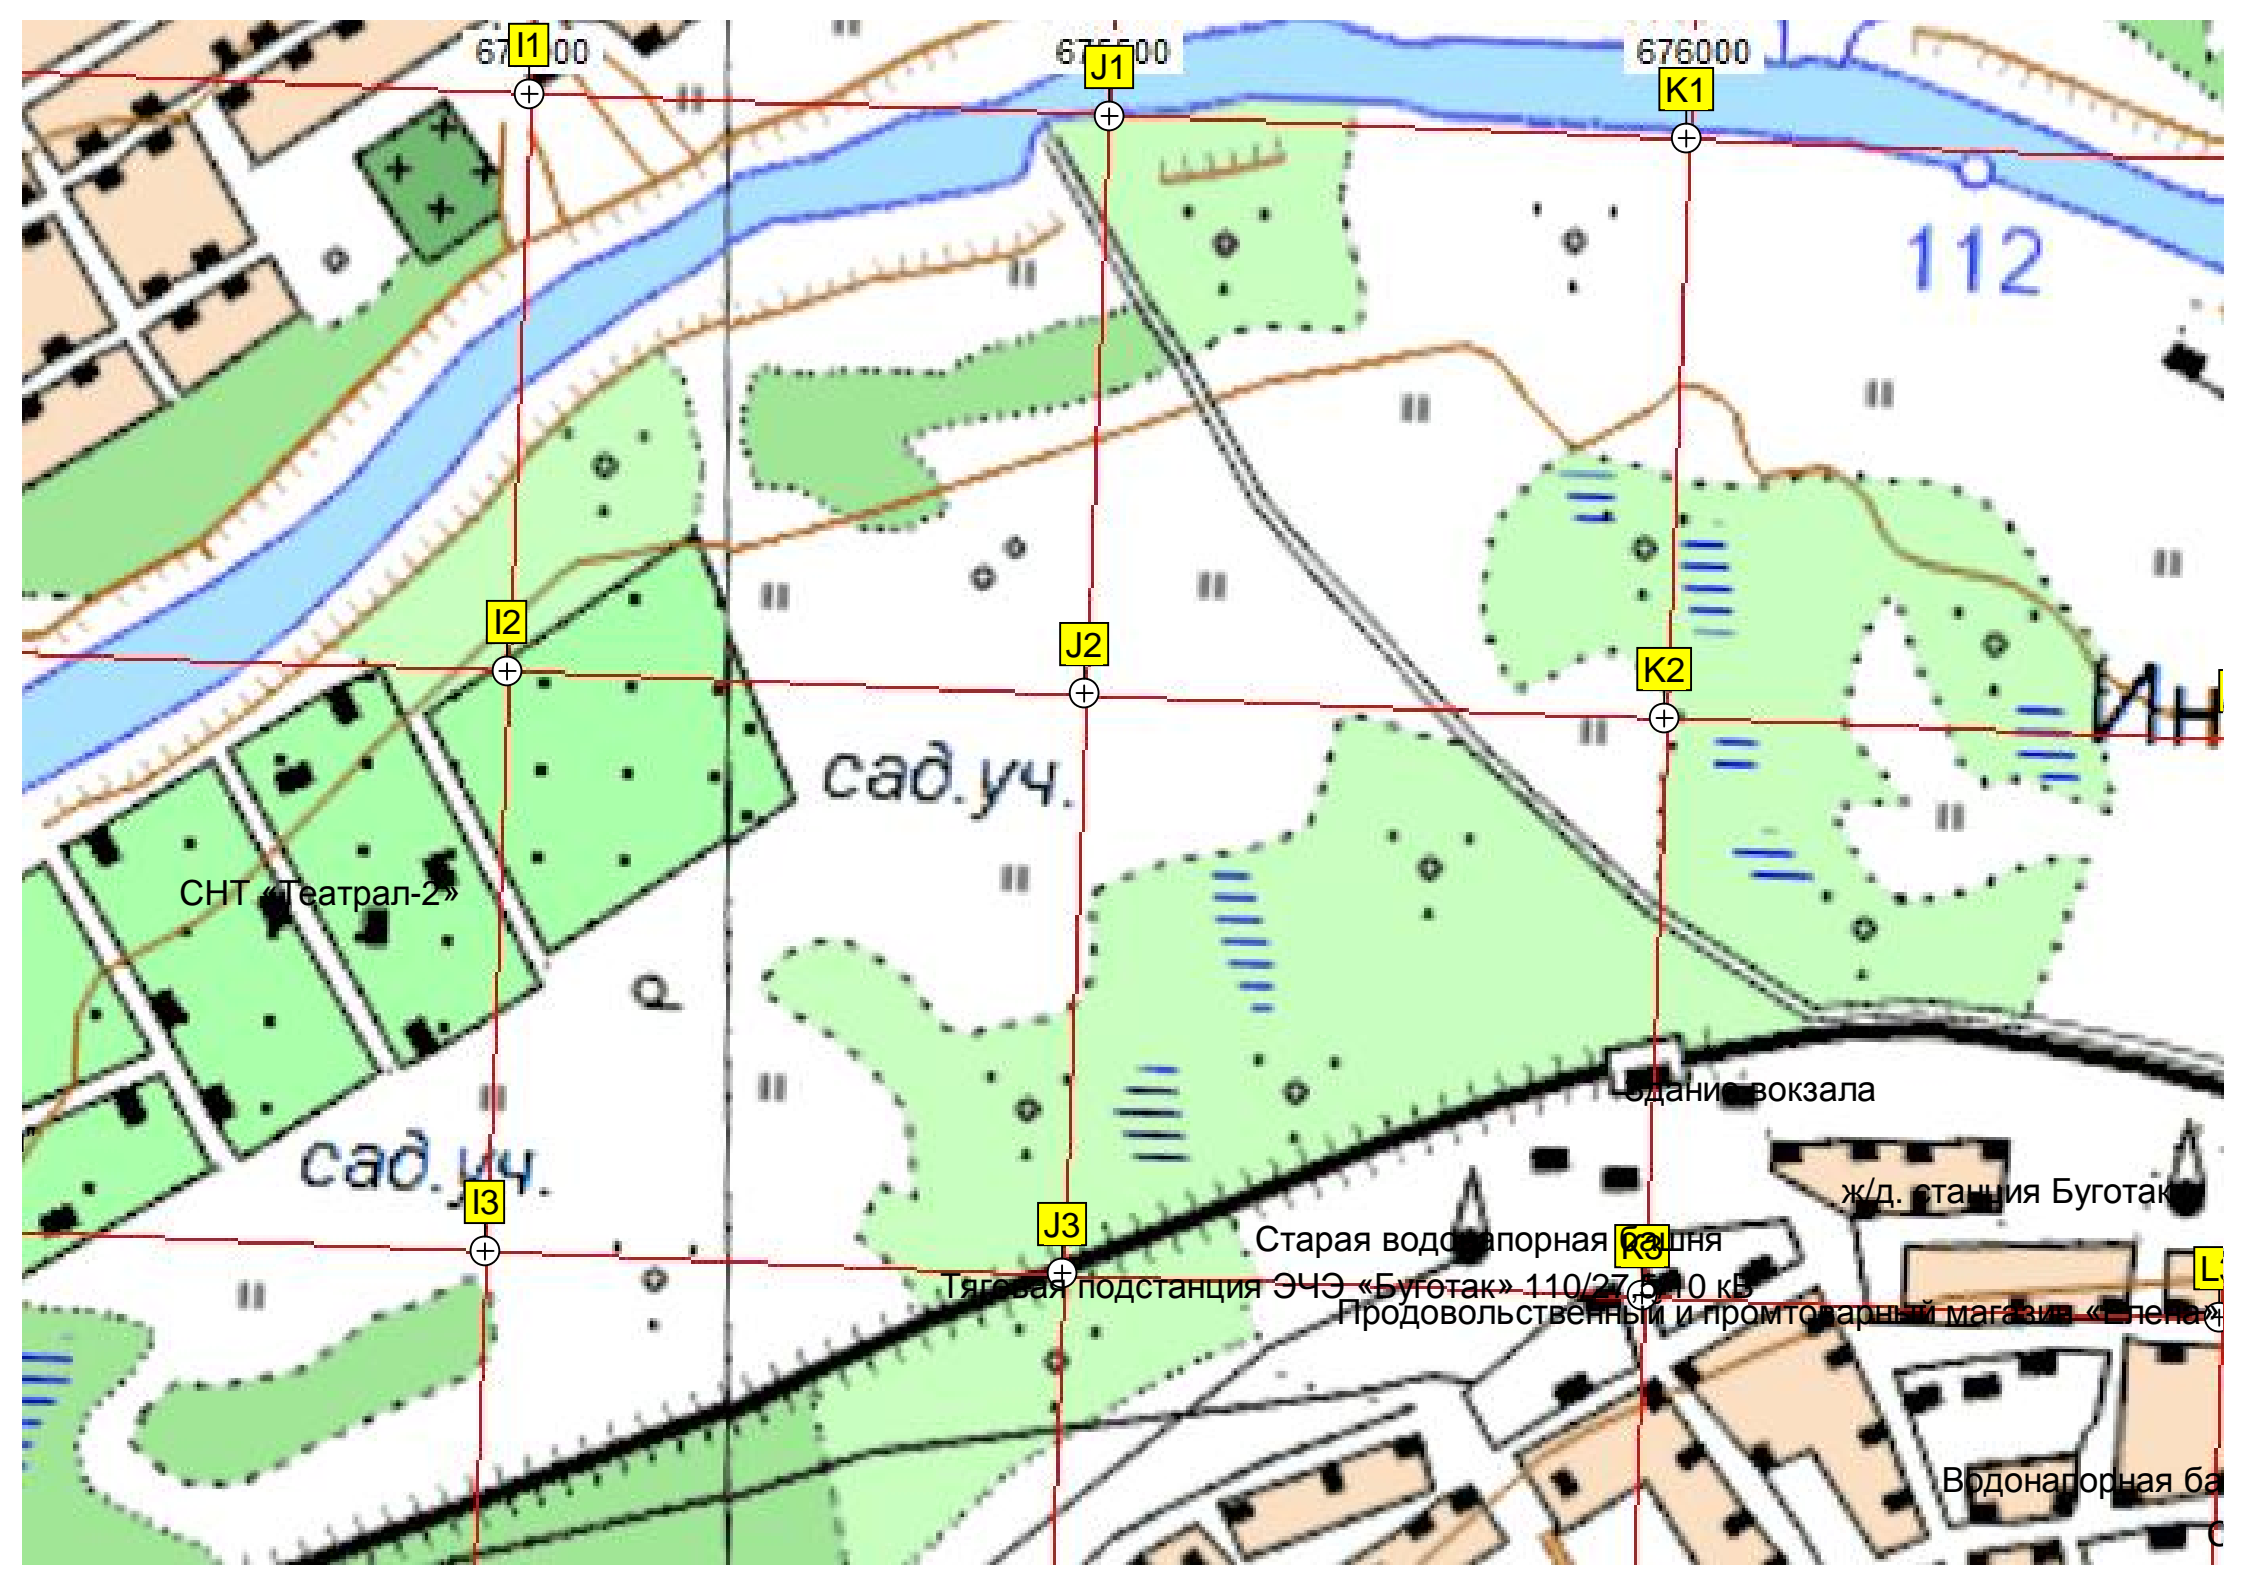 I1
J1
676000
K1
112
I2
J2
K2
Ин
сад.уч.
СНТ «Театрал-2»
Здание вокзала
сад.уч.
ж/д. станция Буготак
I3
J3
Старая водонапорная башня
K3
Тяговая подстанция ЭЧЭ «Буготак» 110/27,5/10 кВ
Продовольственный и промтоварный магазин «Елена»
Водонапорная ба